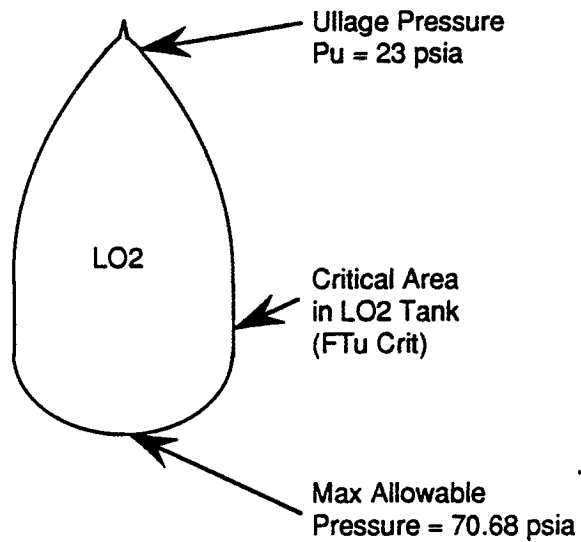 Ullage Pressure
Pu = 23 psia
LO2
Critical Area
in LO2 Tank
(FTu Crit)
Max Allowable
Pressure = 70.68 psia